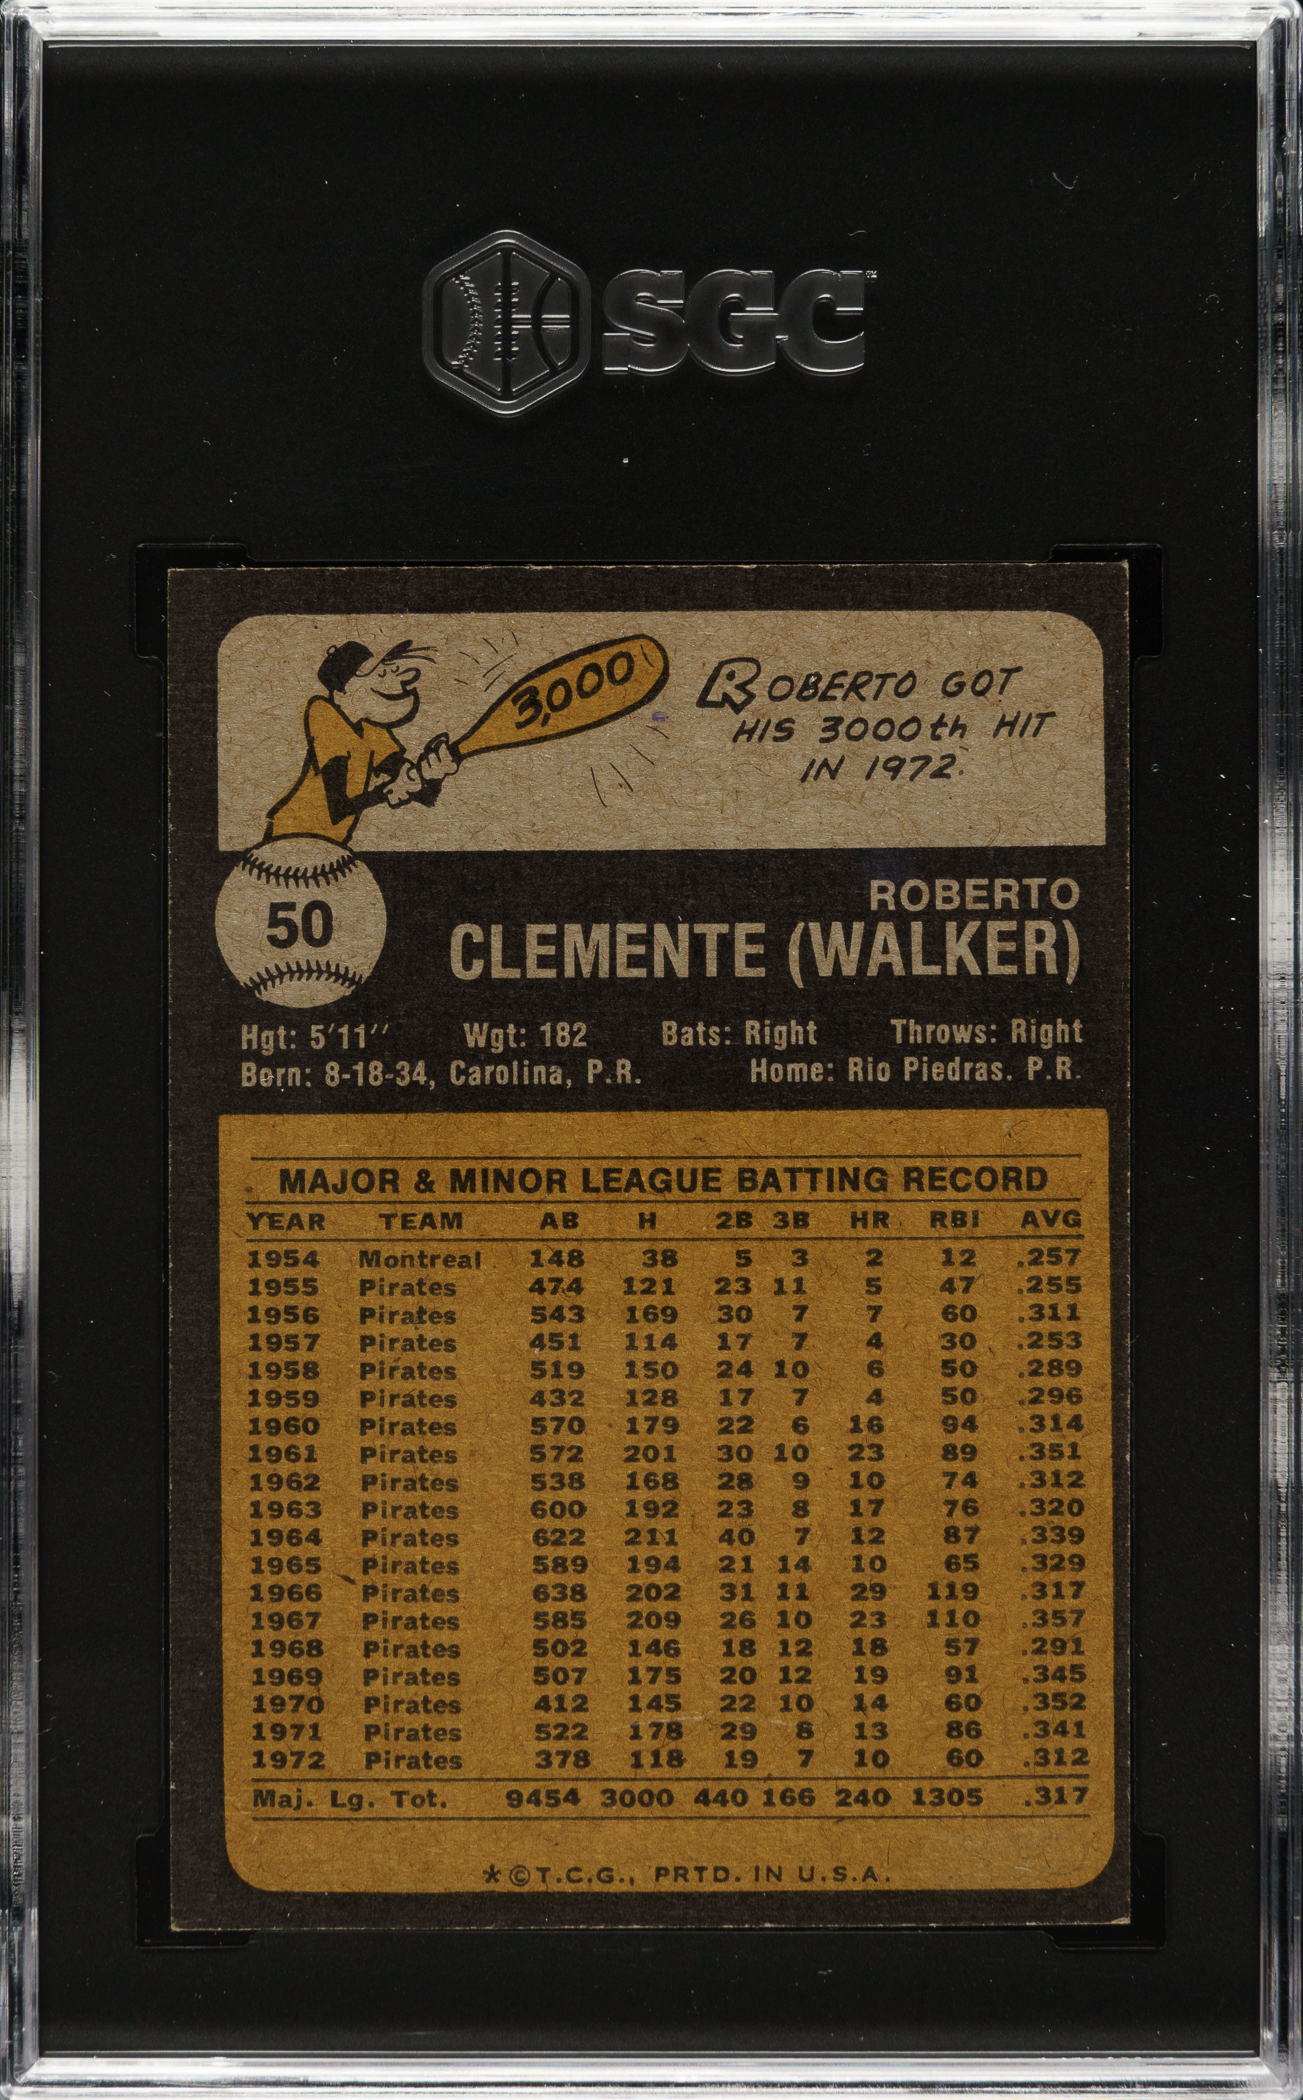 SGC™
3,000
ROBERTO GOT
HIS 3000th HIT
IN 1972.
50
ROBERTO
CLEMENTE (WALKER)
Hgt: 5'11'' Wgt: 182 Bats: Right Throws: Right
Born: 8-18-34, Carolina, P.R. Home: Rio Piedras. P.R.
MAJOR & MINOR LEAGUE BATTING RECORD
YEAR TEAM AB H 2B 3B HR RBI AVG
1954 Montreal 148 38 5 3 2 12 .257
1955 Pirates 474 121 23 11 5 47 .255
1956 Pirates 543 169 30 7 7 60 .311
1957 Pirates 451 114 17 7 4 30 .253
1958 Pirates 519 150 24 10 6 50 .289
1959 Pirates 432 128 17 7 4 50 .296
1960 Pirates 570 179 22 6 16 94 .314
1961 Pirates 572 201 30 10 23 89 .351
1962 Pirates 538 168 28 9 10 74 .312
1963 Pirates 600 192 23 8 17 76 .320
1964 Pirates 622 211 40 7 12 87 .339
1965 Pirates 589 194 21 14 10 65 .329
1966 Pirates 638 202 31 11 29 119 .317
1967 Pirates 585 209 26 10 23 110 .357
1968 Pirates 502 146 18 12 18 57 .291
1969 Pirates 507 175 20 12 19 91 .345
1970 Pirates 412 145 22 10 14 60 .352
1971 Pirates 522 178 29 8 13 86 .341
1972 Pirates 378 118 19 7 10 60 .312
Maj. Lg. Tot. 9454 3000 440 166 240 1305 .317
*©T.C.G., PRTD. IN U.S.A.